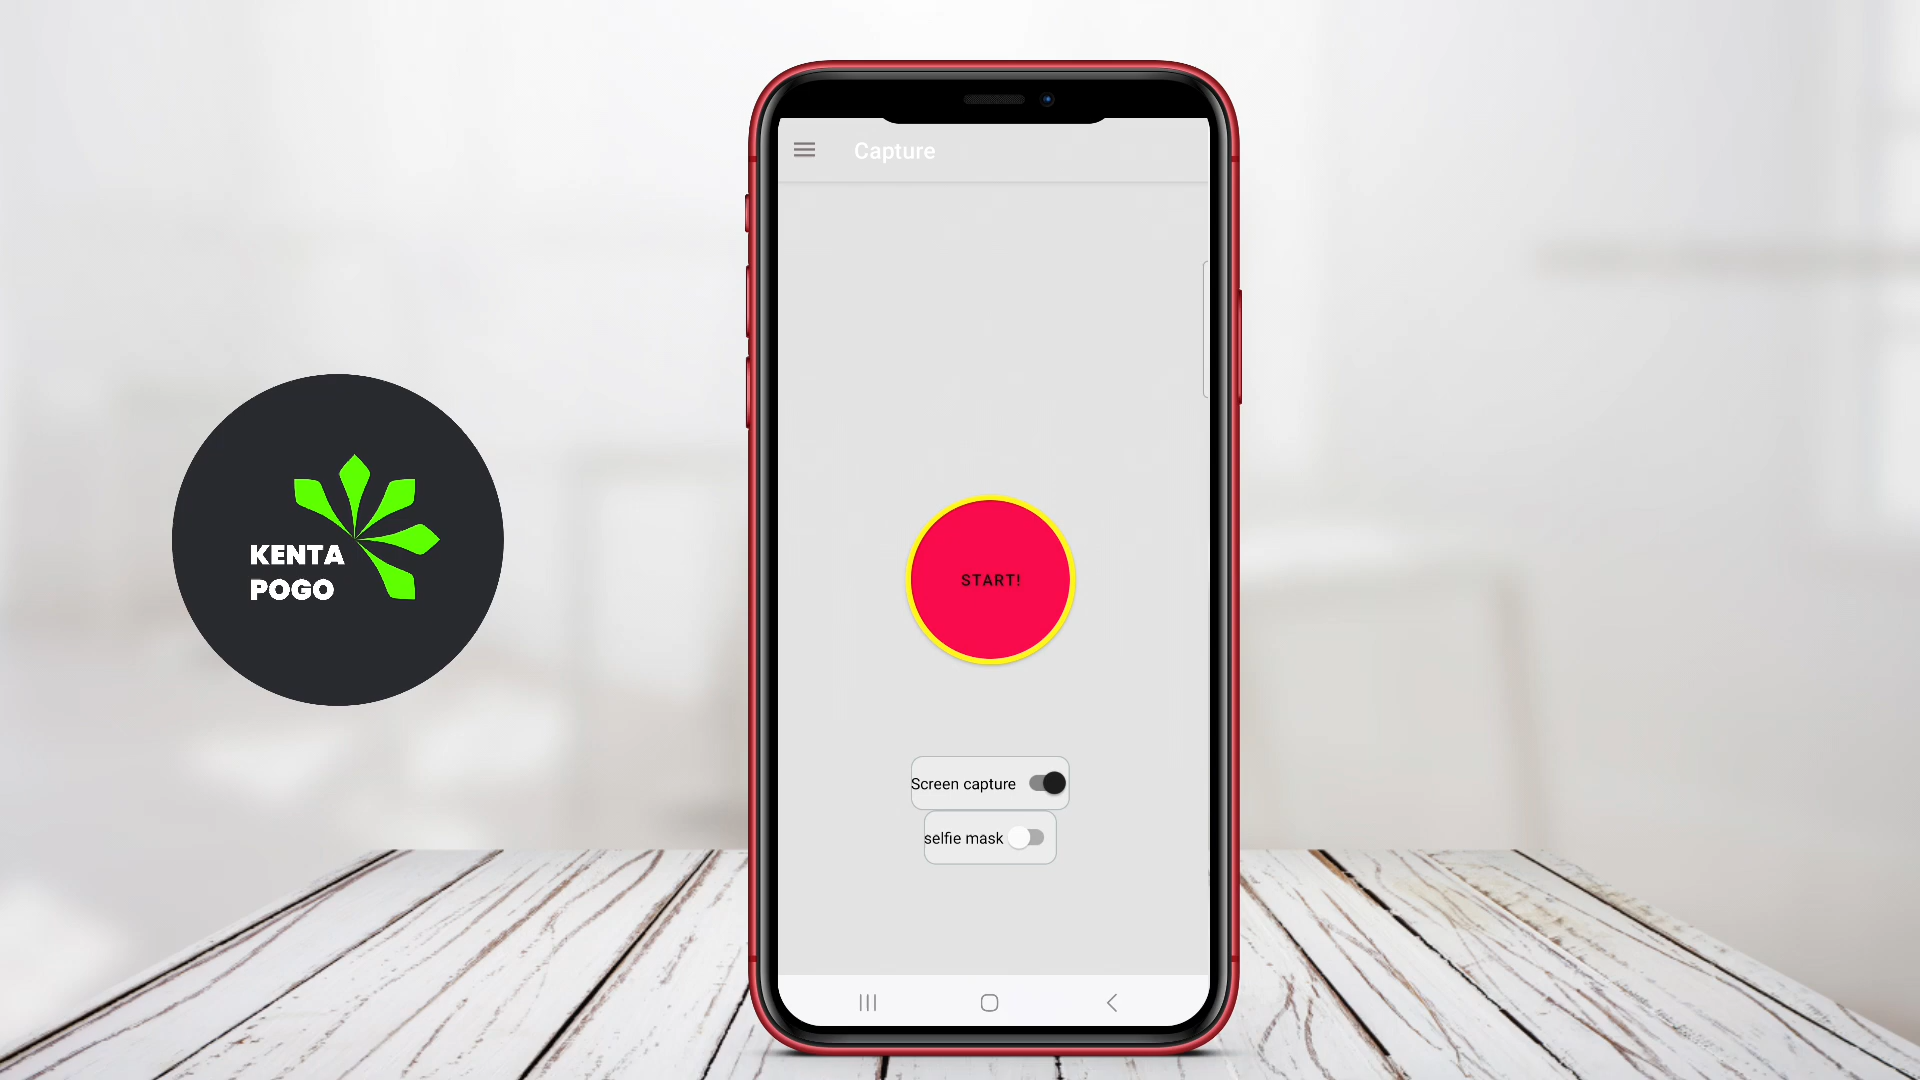 Capture
KENTA
POGO
START!
Screen capture
selfie mask